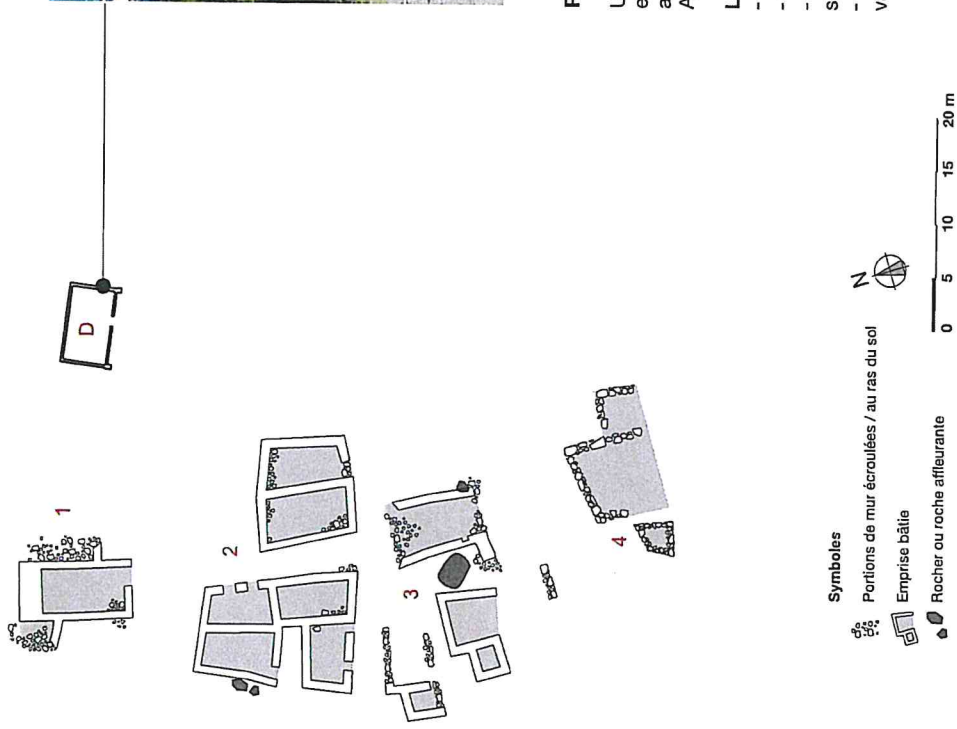 D
1
2
3
4
Symboles
Portions de mur écroulées / au ras du sol
Emprise bâtie
Rocher ou roche affleurante
N
0 5 10 15 20 m